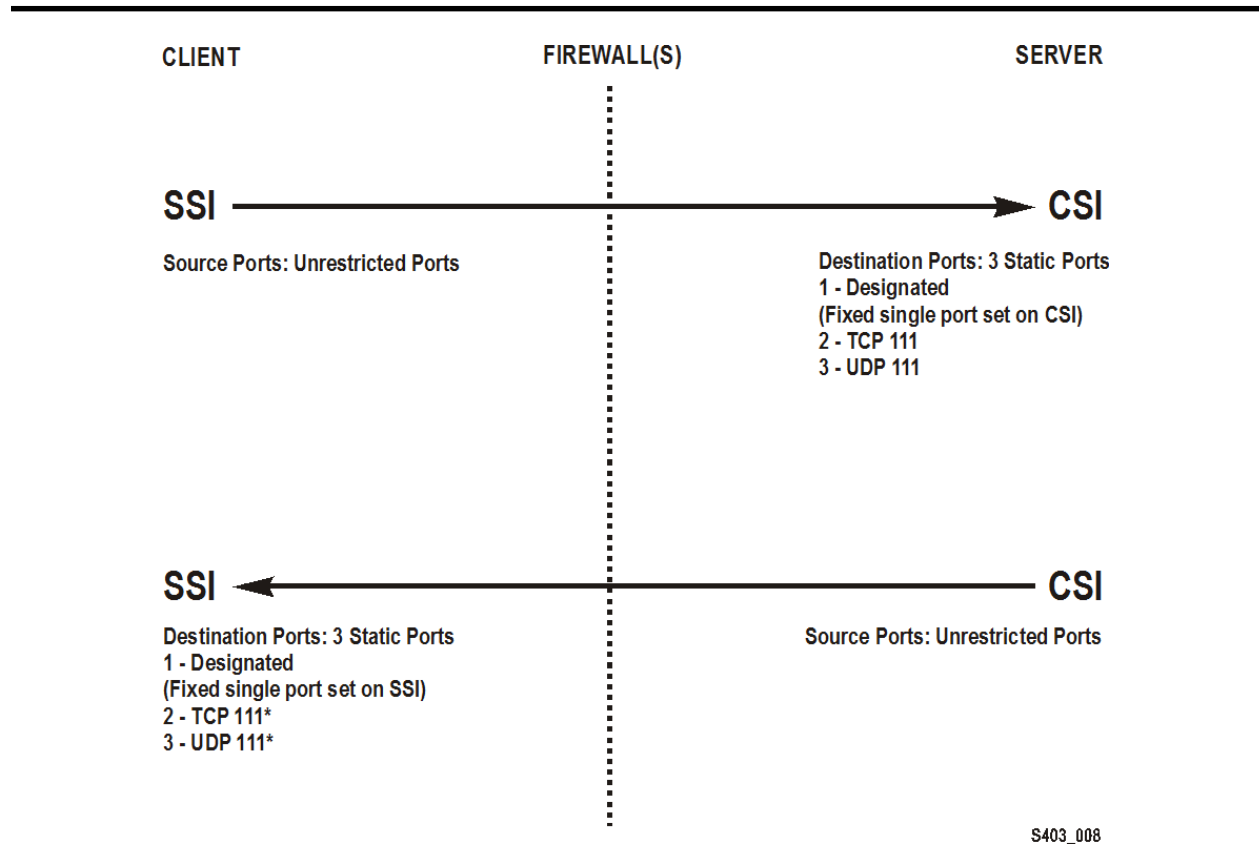 CLIENT
FIREWALL(S)
SERVER
SSI
CSI
Source Ports: Unrestricted Ports
Destination Ports: 3 Static Ports
1 - Designated
(Fixed single port set on CSI)
2 - TCP 111
3 - UDP 111
SSI
CSI
Destination Ports: 3 Static Ports
1 - Designated
(Fixed single port set on SSI)
2 - TCP 111*
3 - UDP 111*
Source Ports: Unrestricted Ports
S403_008